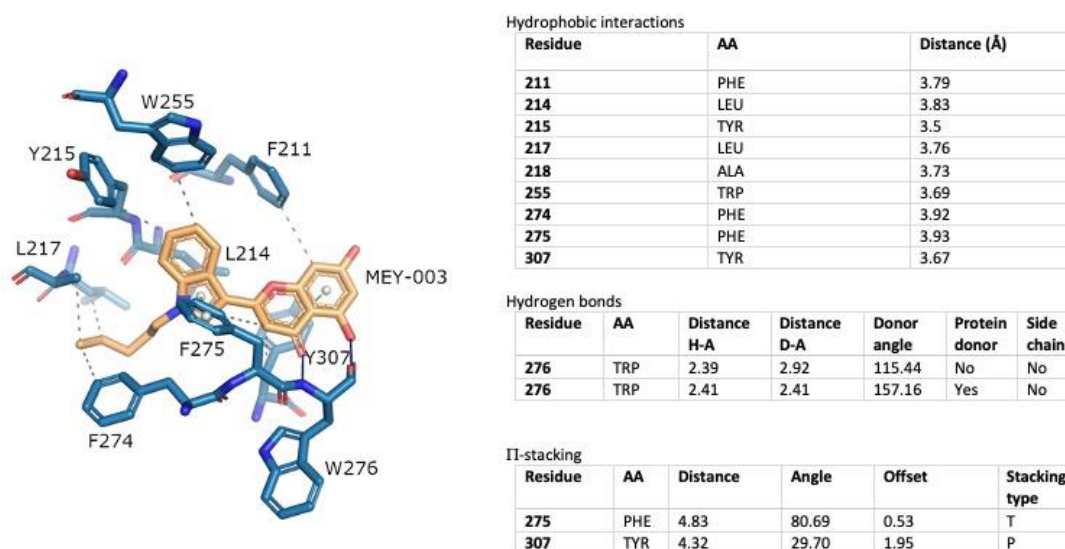 W255
F211
Y215
L217
L214
MEY-003
F275
Y307
F274
W276
Hydrophobic interactions
Residue AA Distance (Å)
211 PHE 3.79
214 LEU 3.83
215 TYR 3.5
217 LEU 3.76
218 ALA 3.73
255 TRP 3.69
274 PHE 3.92
275 PHE 3.93
307 TYR 3.67
Hydrogen bonds
Residue AA Distance H-A Distance D-A Donor angle Protein donor Side chain
276 TRP 2.39 2.92 115.44 No No
276 TRP 2.41 2.41 157.16 Yes No
Π-stacking
Residue AA Distance Angle Offset Stacking type
275 PHE 4.83 80.69 0.53 T
307 TYR 4.32 29.70 1.95 P